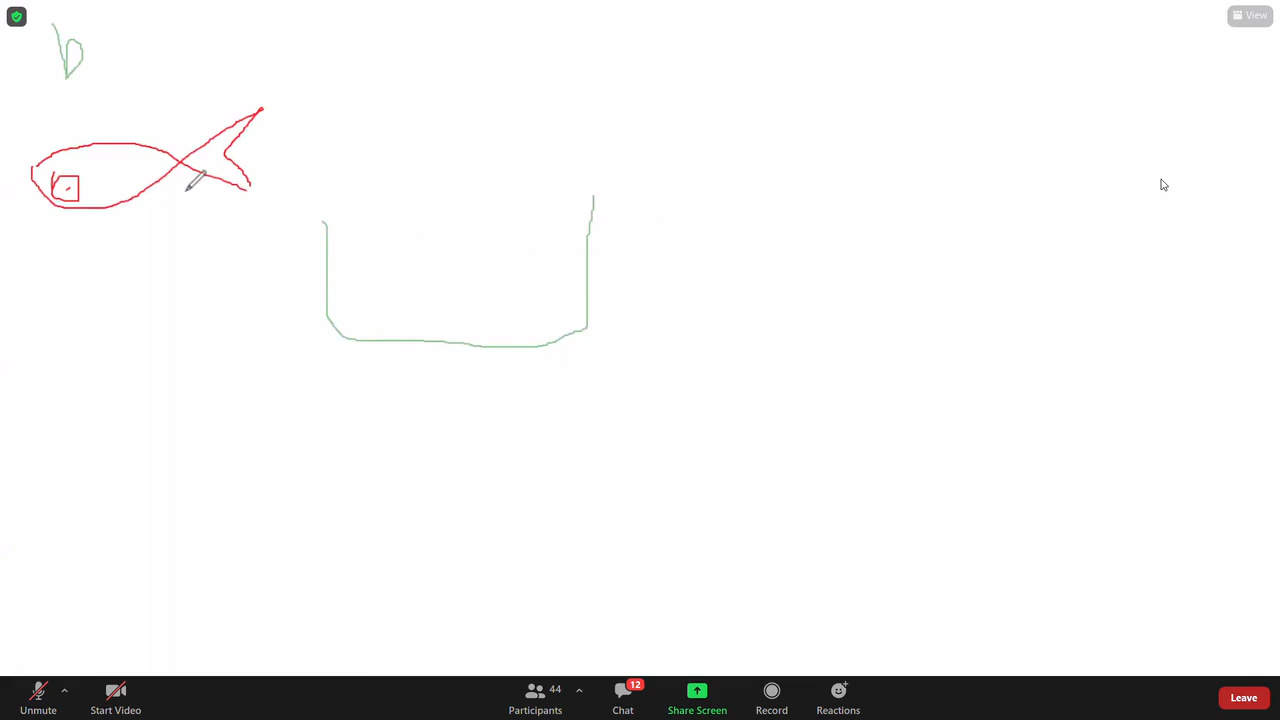 View
b
44
12
Unmute
Start Video
Participants
Chat
Share Screen
Record
Reactions
Leave